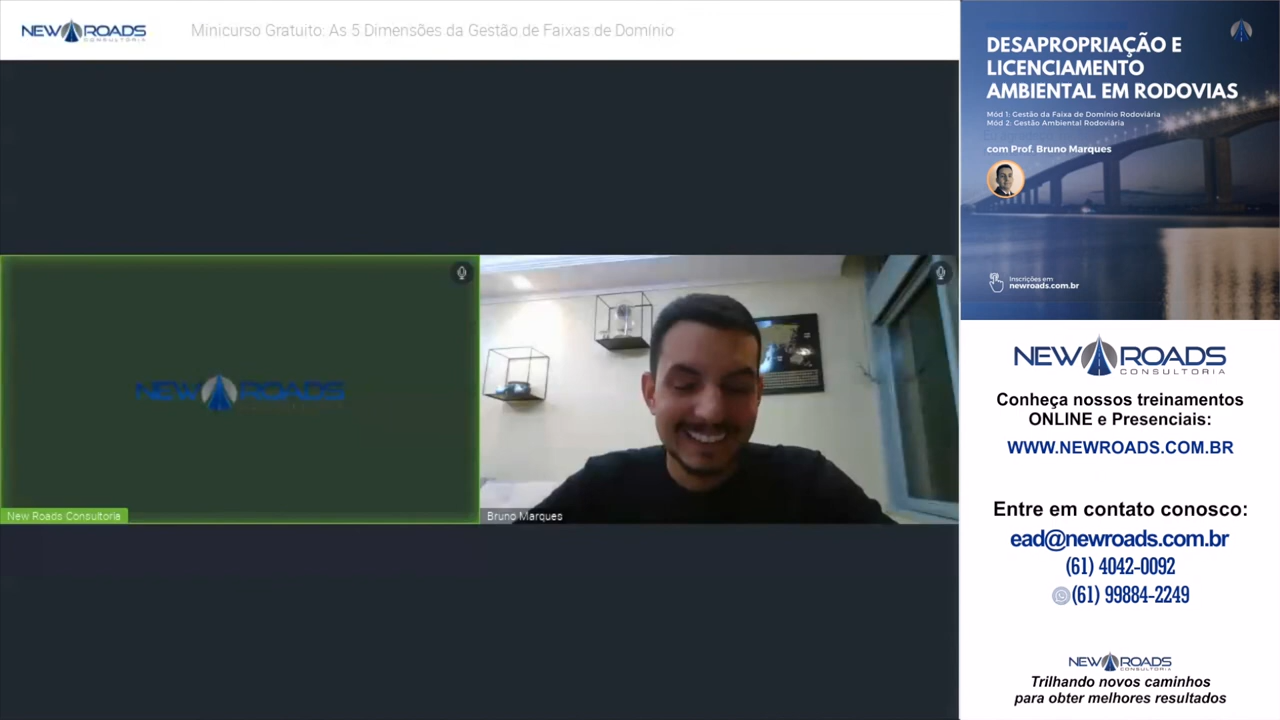 NEW ROADS
CONSULTORIA
Minicurso Gratuito: As 5 Dimensões da Gestão de Faixas de Domínio
NEW ROADS
New Roads Consultoria
Bruno Marques
DESAPROPRIAÇÃO E
LICENCIAMENTO
AMBIENTAL EM RODOVIAS
Mód 1: Gestão da Faixa de Domínio Rodoviária
Mód 2: Gestão Ambiental Rodoviária
com Prof. Bruno Marques
Inscrições em
newroads.com.br
NEW ROADS
CONSULTORIA
Conheça nossos treinamentos
ONLINE e Presenciais:
WWW.NEWROADS.COM.BR
Entre em contato conosco:
ead@newroads.com.br
(61) 4042-0092
(61) 99884-2249
NEW ROADS
CONSULTORIA
Trilhando novos caminhos
para obter melhores resultados